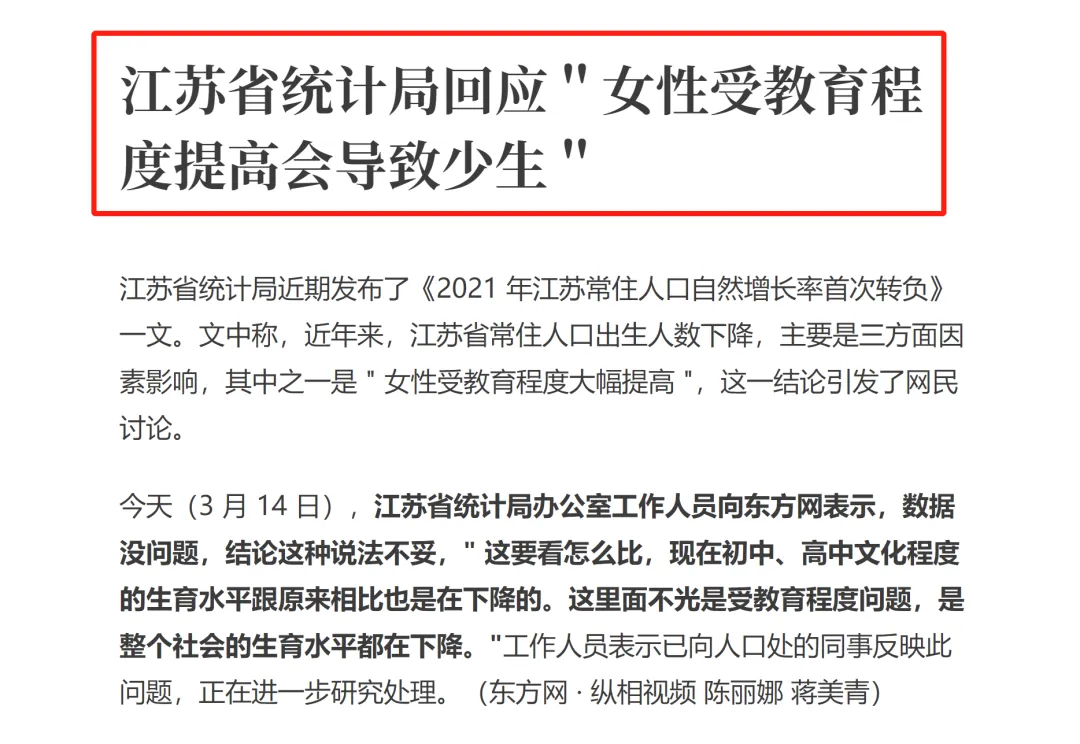 江苏省统计局回应＂女性受教育程
度提高会导致少生＂
江苏省统计局近期发布了《2021 年江苏常住人口自然增长率首次转负》
一文。文中称，近年来，江苏省常住人口出生人数下降，主要是三方面因
素影响，其中之一是 " 女性受教育程度大幅提高 "，这一结论引发了网民
讨论。
今天（3 月 14 日），江苏省统计局办公室工作人员向东方网表示，数据
没问题，结论这种说法不妥，" 这要看怎么比，现在初中、高中文化程度
的生育水平跟原来相比也是在下降的。这里面不光是受教育程度问题，是
整个社会的生育水平都在下降。"工作人员表示已向人口处的同事反映此
问题，正在进一步研究处理。（东方网 · 纵相视频 陈丽娜 蒋美青）